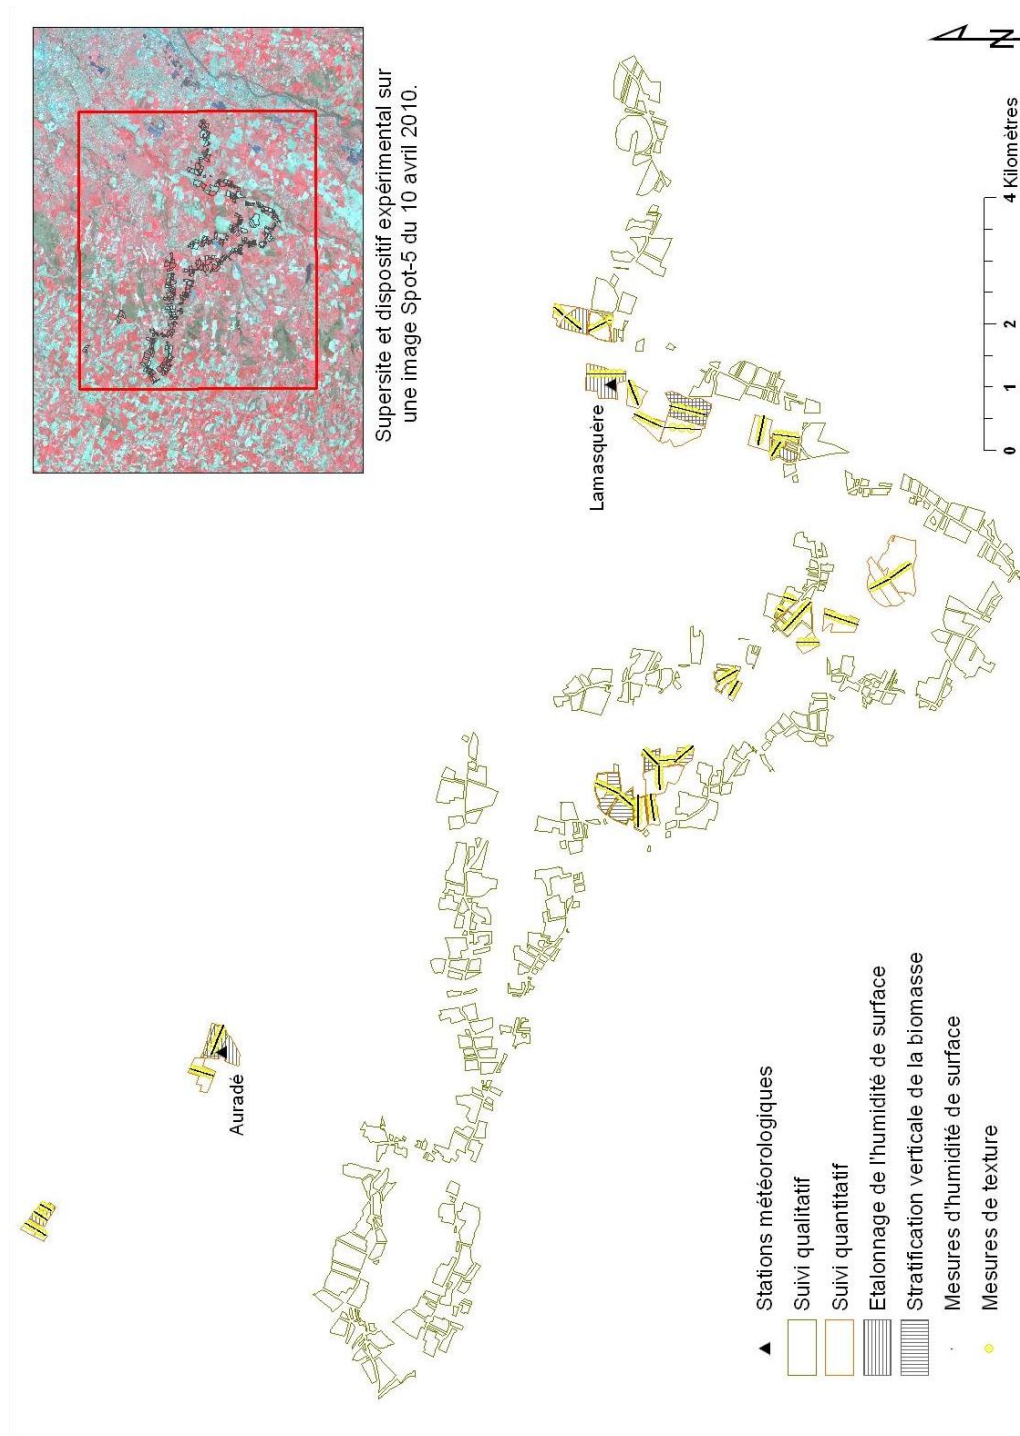 N
Supersite et dispositif expérimental sur
une image Spot-5 du 10 avril 2010.
Lamasquère
Auradé
0 1 2 4 Kilomètres
Stations météorologiques
Suivi qualitatif
Suivi quantitatif
Etalonnage de l'humidité de surface
Stratification verticale de la biomasse
Mesures d'humidité de surface
Mesures de texture